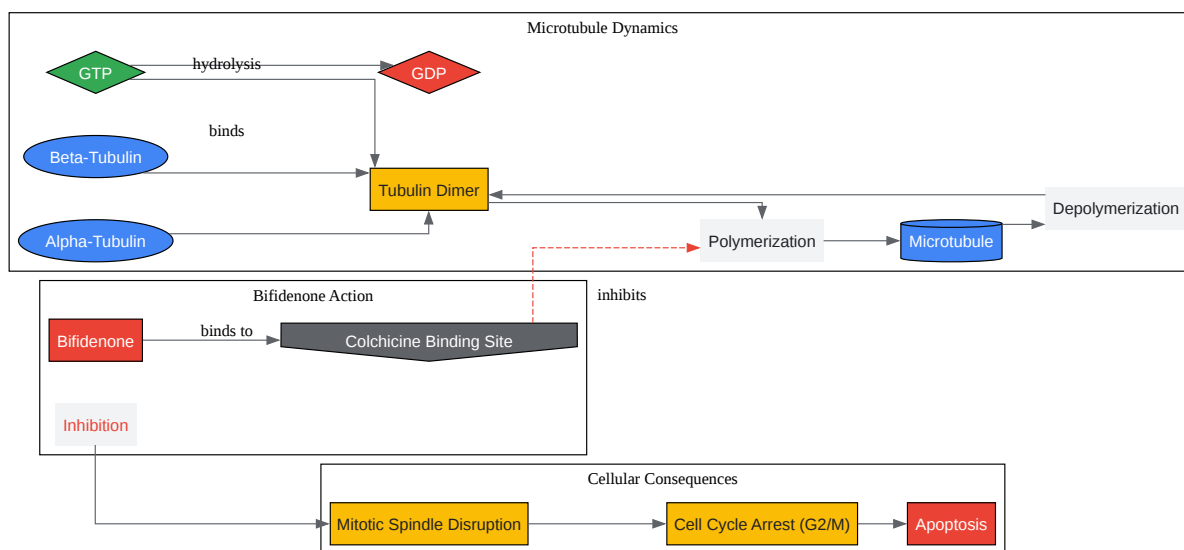 Microtubule Dynamics
GTP
hydrolysis
GDP
binds
Beta-Tubulin
Tubulin Dimer
Alpha-Tubulin
Polymerization
Microtubule
Depolymerization
Bifidenone Action
inhibits
Bifidenone
binds to
Colchicine Binding Site
Inhibition
Cellular Consequences
Mitotic Spindle Disruption
Cell Cycle Arrest (G2/M)
Apoptosis